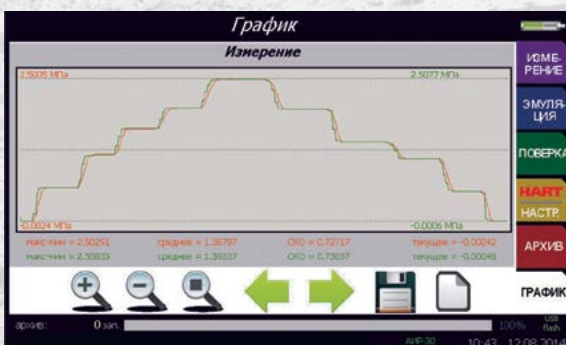 График
Измерение
ИЗМЕ-
РЕНИЕ
2.5005 МПа
2.5077 МПа
ЭМУЛЯ-
ЦИЯ
ПОВЕРКА
HART
НАСТР.
-0.0024 МПа
-0.0006 МПа
макс-мин = 2.50291 среднее = 1.38797 СКО = 0.72717 текущее = -0.00242
макс-мин = 2.50833 среднее = 1.39337 СКО = 0.73037 текущее = -0.00048
АРХИВ
ГРАФИК
архив: 0 зап. 100% USB flash
АИР-30 10:43 12.08.2014